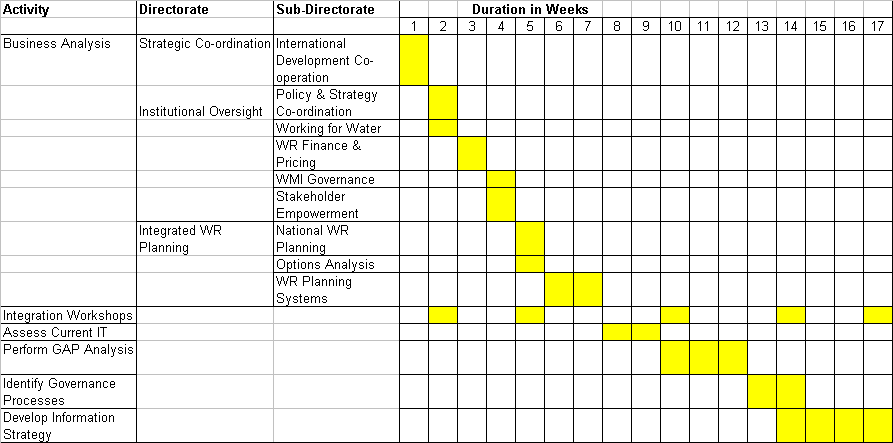 Activity Directorate Sub-Directorate Duration in Weeks
1 2 3 4 5 6 7 8 9 10 11 12 13 14 15 16 17
Business Analysis Strategic Co-ordination International
Development Co-
operation
Policy & Strategy
Institutional Oversight Co-ordination
Working for Water
WR Finance &
Pricing
WMI Governance
Stakeholder
Empowerment
Integrated WR National WR
Planning Planning
Options Analysis
WR Planning
Systems
Integration Workshops
Assess Current IT
Perform GAP Analysis
Identify Governance
Processes
Develop Information
Strategy